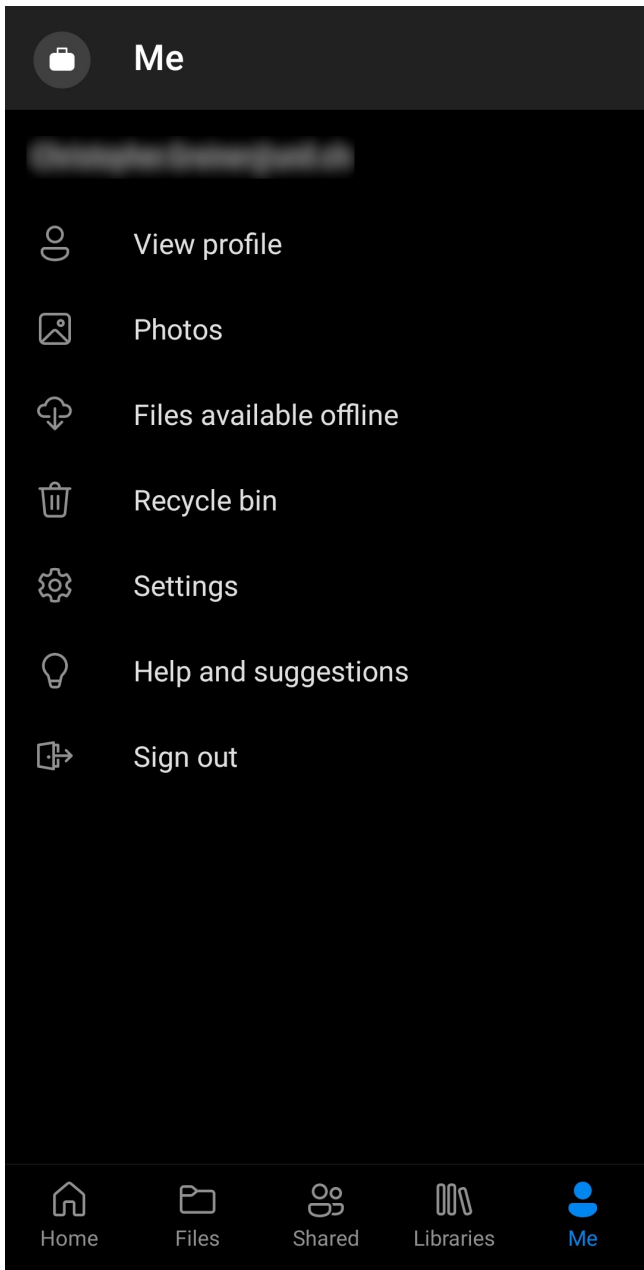 Me
View profile
Photos
Files available offline
Recycle bin
Settings
Help and suggestions
Sign out
Home Files Shared Libraries Me